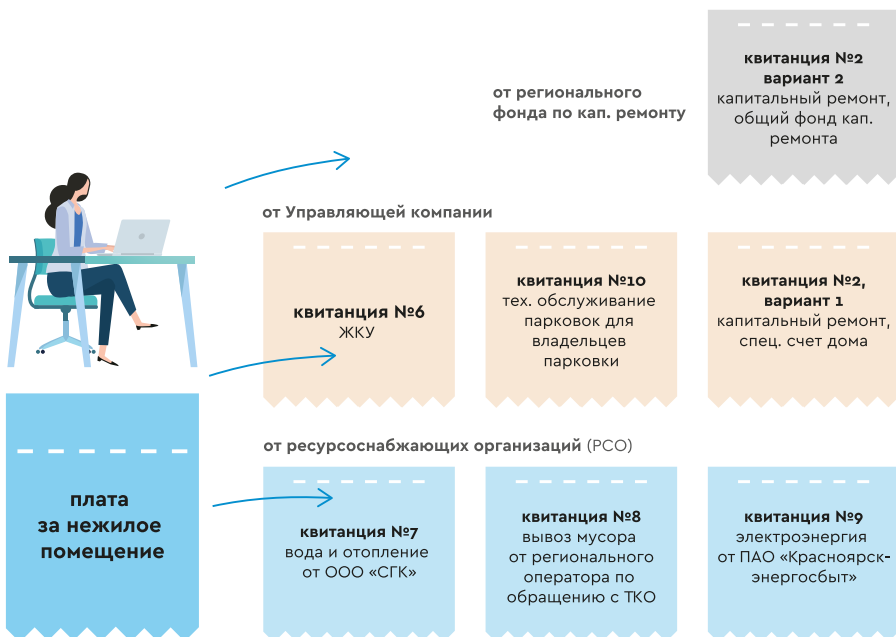 квитанция №2
вариант 2
капитальный ремонт,
общий фонд кап.
ремонта
от регионального
фонда по кап. ремонту
от Управляющей компании
квитанция №6
ЖКУ
квитанция №10
тех. обслуживание
парковок для
владельцев
парковки
квитанция №2,
вариант 1
капитальный ремонт,
спец. счет дома
плата
за нежилое
помещение
от ресурсоснабжающих организаций (РСО)
квитанция №7
вода и отопление
от ООО «СГК»
квитанция №8
вывоз мусора
от регионального
оператора по
обращению с ТКО
квитанция №9
электроэнергия
от ПАО «Красноярск-
энергосбыт»